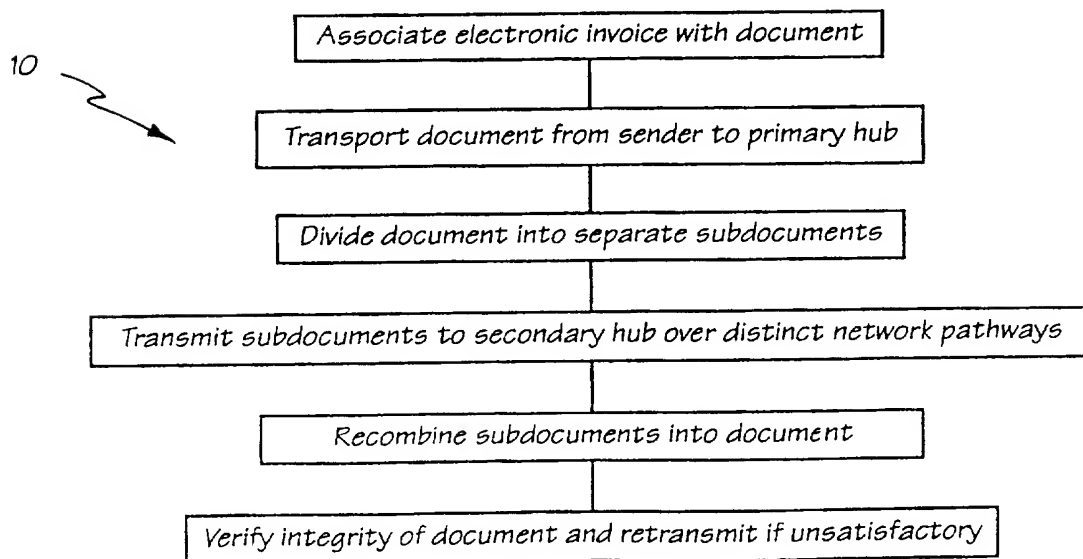 Associate electronic invoice with document
10
Transport document from sender to primary hub
Divide document into separate subdocuments
Transmit subdocuments to secondary hub over distinct network pathways
Recombine subdocuments into document
Verify integrity of document and retransmit if unsatisfactory